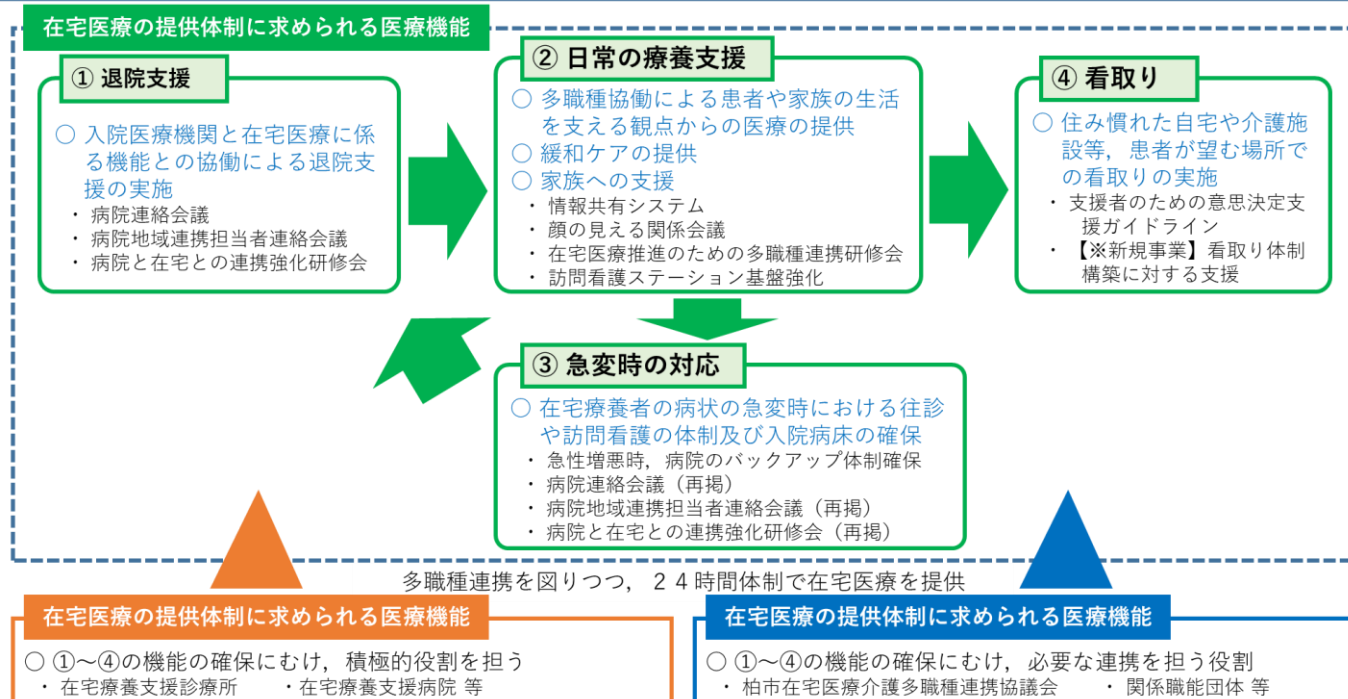 在宅医療の提供体制に求められる医療機能
① 退院支援
○ 入院医療機関と在宅医療に係
る機能との協働による退院支
援の実施
・ 病院連絡会議
・ 病院地域連携担当者連絡会議
・ 病院と在宅との連携強化研修会
② 日常の療養支援
○ 多職種協働による患者や家族の生活
を支える観点からの医療の提供
○ 緩和ケアの提供
○ 家族への支援
・ 情報共有システム
・ 顔の見える関係会議
・ 在宅医療推進のための多職種連携研修会
・ 訪問看護ステーション基盤強化
④ 看取り
○ 住み慣れた自宅や介護施
設等，患者が望む場所で
の看取りの実施
・ 支援者のための意思決定支
援ガイドライン
・ 【※新規事業】看取り体制
構築に対する支援
③ 急変時の対応
○ 在宅療養者の病状の急変時における往診
や訪問看護の体制及び入院病床の確保
・ 急性増悪時，病院のバックアップ体制確保
・ 病院連絡会議（再掲）
・ 病院地域連携担当者連絡会議（再掲）
・ 病院と在宅との連携強化研修会（再掲）
多職種連携を図りつつ，２４時間体制で在宅医療を提供
在宅医療の提供体制に求められる医療機能
○ ①～④の機能の確保にむけ，積極的役割を担う
・ 在宅療養支援診療所 ・在宅療養支援病院 等
在宅医療の提供体制に求められる医療機能
○ ①～④の機能の確保にむけ，必要な連携を担う役割
・ 柏市在宅医療介護多職種連携協議会 ・ 関係職能団体 等